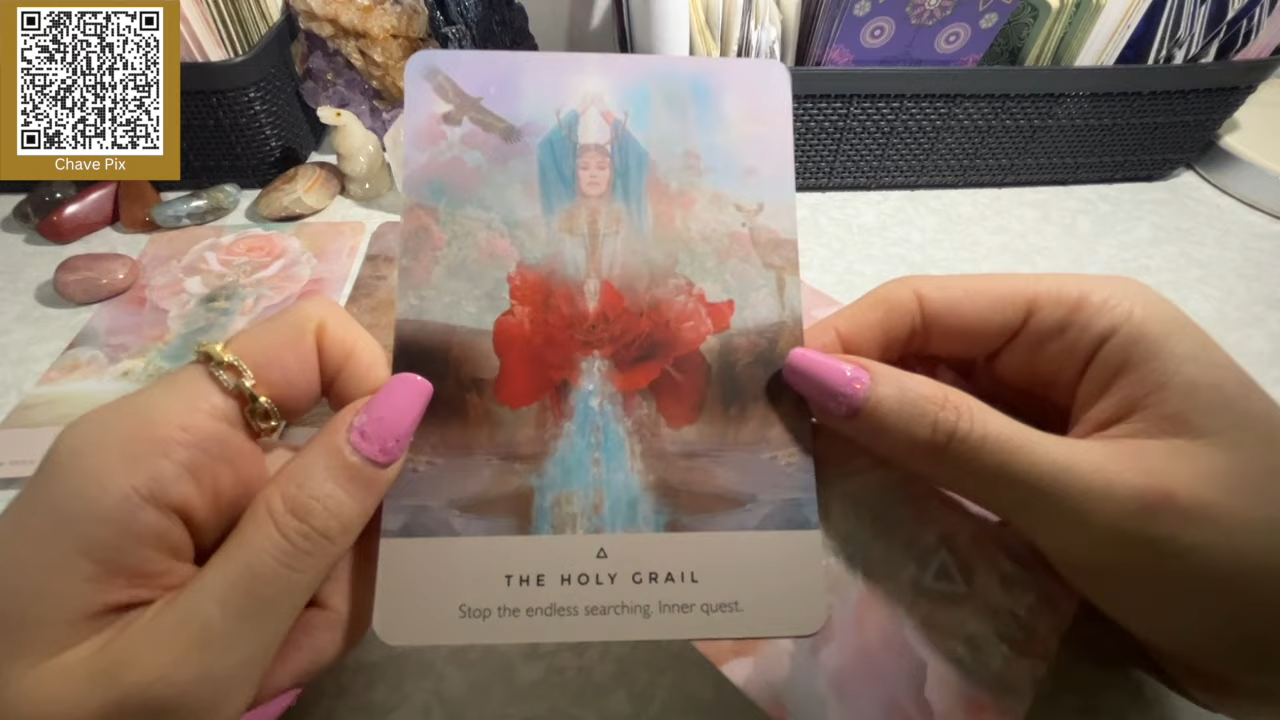 Chave Pix
THE HOLY GRAIL
Stop the endless searching. Inner quest.